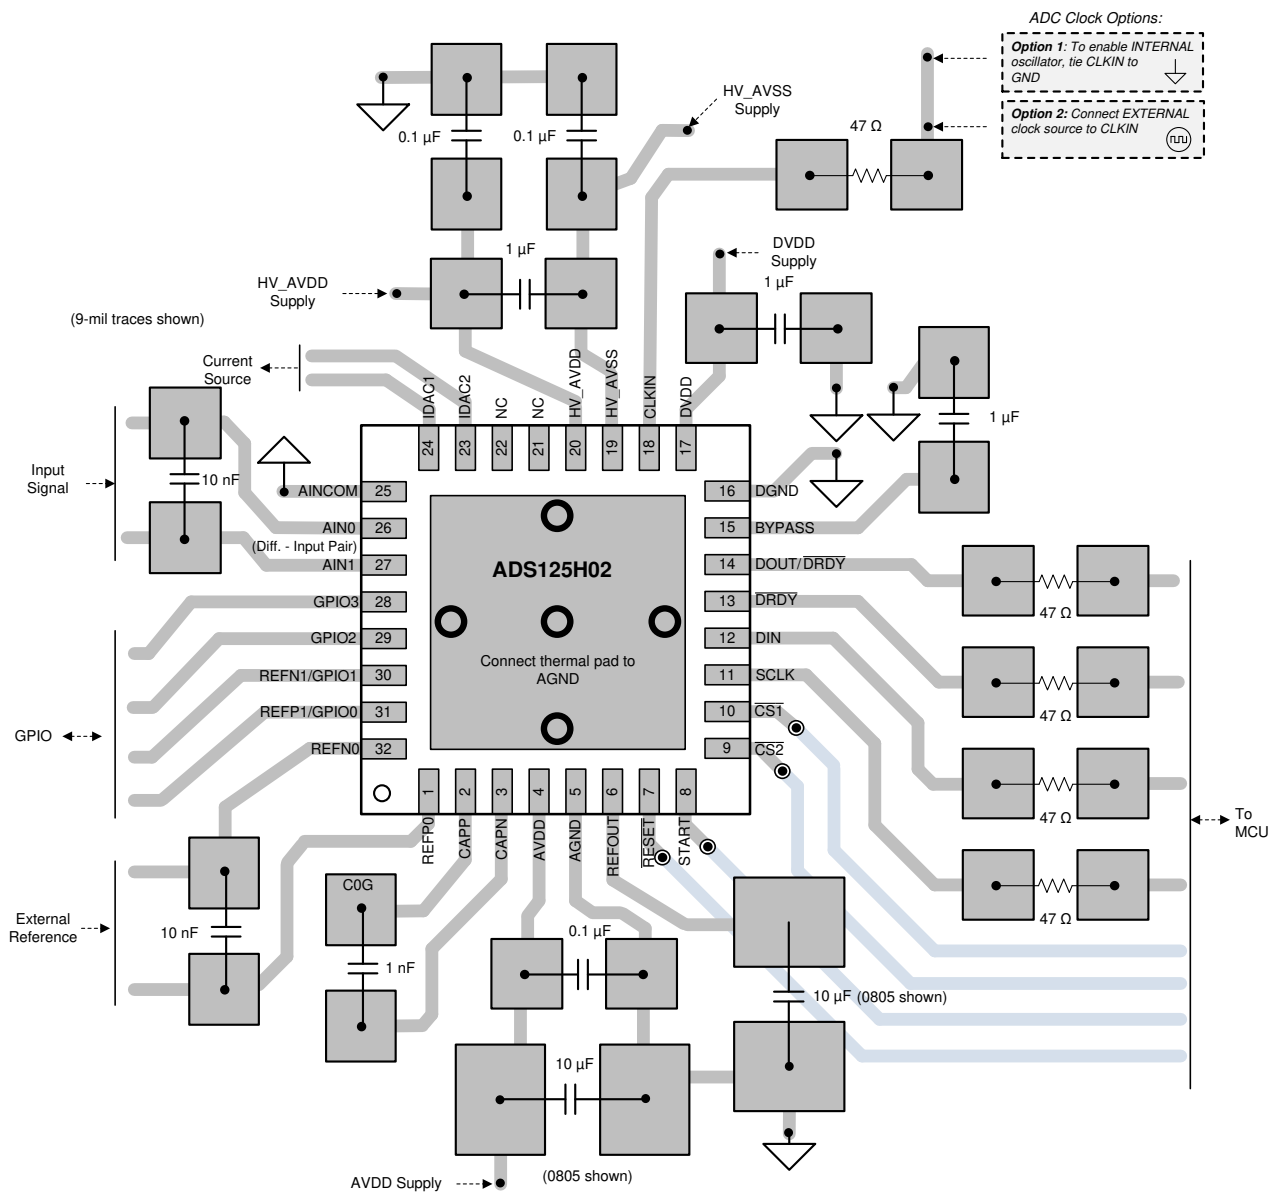 ADC Clock Options:
Option 1: To enable INTERNAL
oscillator, tie CLKIN to
GND
Option 2: Connect EXTERNAL
clock source to CLKIN
HV_AVSS
Supply
0.1 µF
0.1 µF
47 Ω
1 µF
DVDD
Supply
1 µF
HV_AVDD
Supply
(9-mil traces shown)
Current
Source
IDAC1
IDAC2
NC
NC
HV_AVDD
HV_AVSS
CLKIN
DVDD
1 µF
24
23
22
21
20
19
18
17
Input
Signal
10 nF
AINCOM
25
16
DGND
AIN0
26
15
BYPASS
(Diff. - Input Pair)
AIN1
27
14
DOUT/DRDY
ADS125H02
GPIO3
28
13
DRDY
47 Ω
GPIO2
29
12
DIN
Connect thermal pad to
AGND
REFN1/GPIO1
30
11
SCLK
REFP1/GPIO0
31
10
CS1
47 Ω
GPIO
REFN0
32
9
CS2
1
2
3
4
5
6
7
8
47 Ω
To
MCU
REFP0
CAPP
CAPN
AVDD
AGND
REFOUT
RESET
START
C0G
External
Reference
10 nF
0.1 µF
47 Ω
1 nF
10 µF (0805 shown)
10 µF
(0805 shown)
AVDD Supply